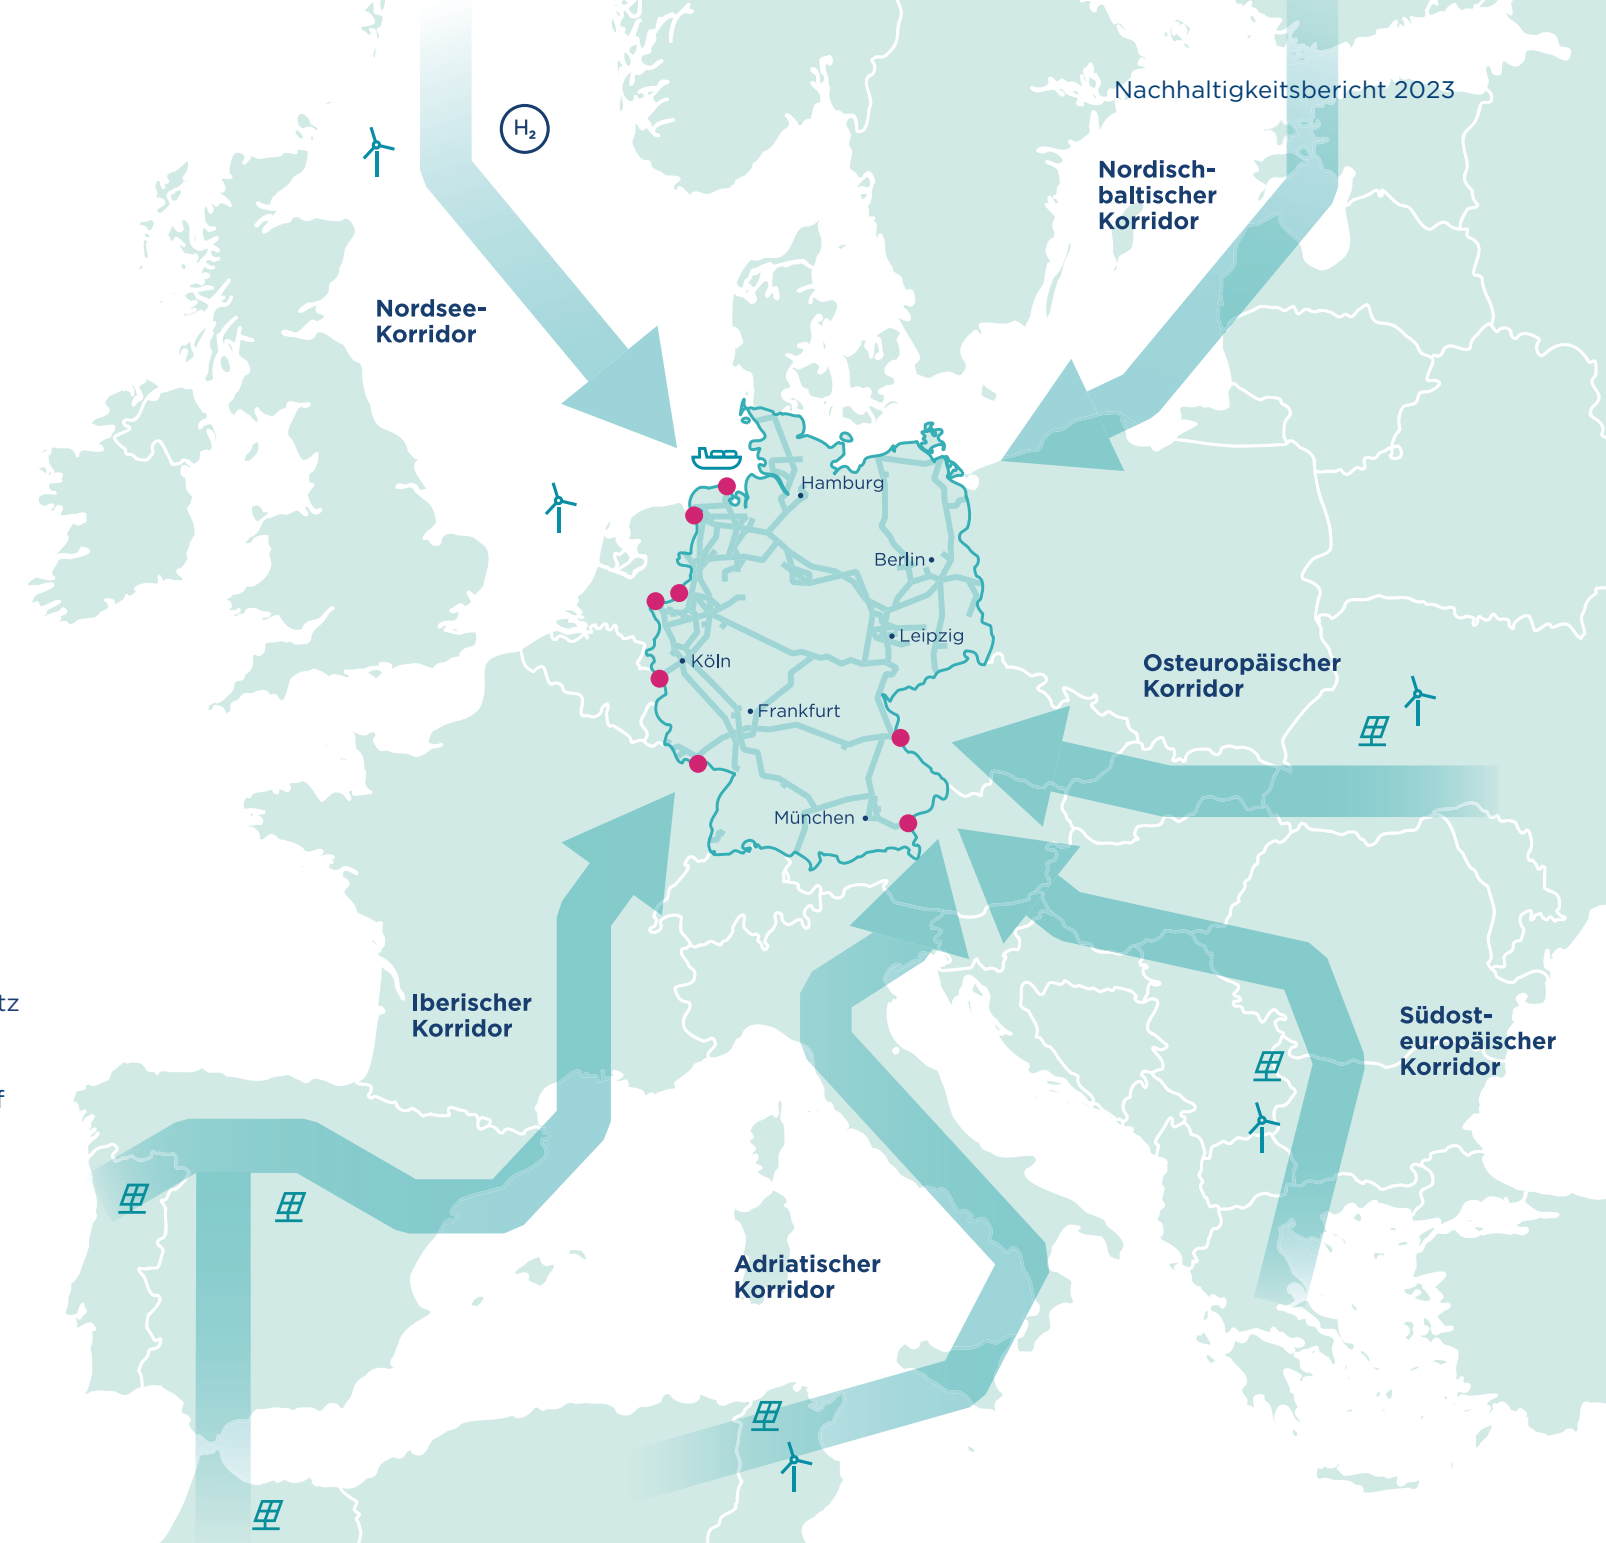 Nachhaltigkeitsbericht 2023
H₂
Nordisch-
baltischer
Korridor
Nordsee-
Korridor
Hamburg
Berlin
Leipzig
Köln
Osteuropäischer
Korridor
Frankfurt
München
Iberischer
Korridor
tz
Südost-
europäischer
Korridor
f
Adriatischer
Korridor